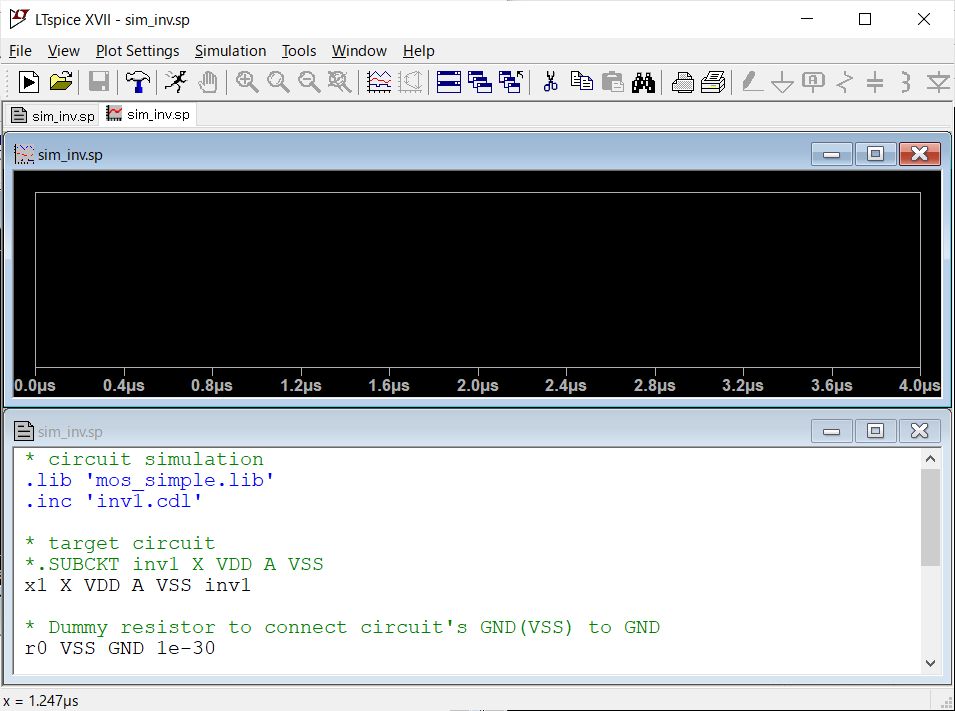 LTspice XVII - sim_inv.sp
File View Plot Settings Simulation Tools Window Help
sim_inv.sp sim_inv.sp
sim_inv.sp
0.0µs 0.4µs 0.8µs 1.2µs 1.6µs 2.0µs 2.4µs 2.8µs 3.2µs 3.6µs 4.0µs
sim_inv.sp
* circuit simulation
.lib 'mos_simple.lib'
.inc 'inv1.cdl'
* target circuit
*.SUBCKT inv1 X VDD A VSS
x1 X VDD A VSS inv1
* Dummy resistor to connect circuit's GND(VSS) to GND
r0 VSS GND 1e-30
x = 1.247µs